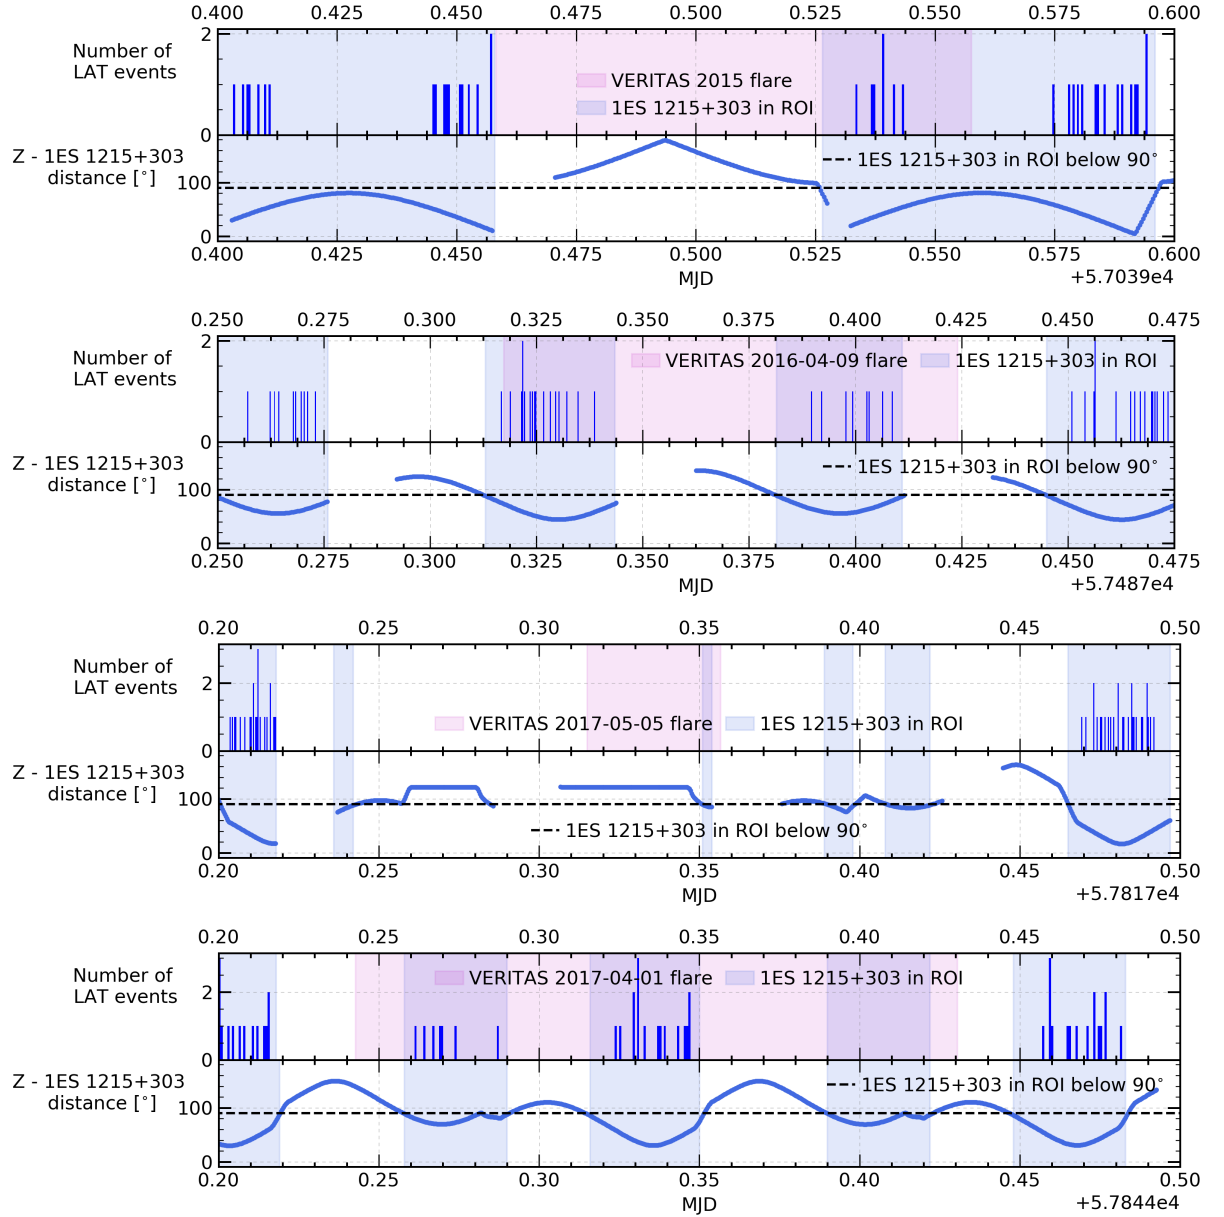 0.400 0.425 0.450 0.475 0.500 0.525 0.550 0.575 0.600
2
Number of
LAT events
VERITAS 2015 flare
1ES 1215+303 in ROI
0
Z - 1ES 1215+303
distance [°]
1ES 1215+303 in ROI below 90°
100
0
0.400 0.425 0.450 0.475 0.500 0.525 0.550 0.575 0.600
MJD
+5.7039e4
0.250 0.275 0.300 0.325 0.350 0.375 0.400 0.425 0.450 0.475
2
Number of
LAT events
VERITAS 2016-04-09 flare 1ES 1215+303 in ROI
0
Z - 1ES 1215+303
distance [°]
1ES 1215+303 in ROI below 90°
100
0
0.250 0.275 0.300 0.325 0.350 0.375 0.400 0.425 0.450 0.475
MJD
+5.7487e4
0.20 0.25 0.30 0.35 0.40 0.45 0.50
Number of
LAT events
2
VERITAS 2017-05-05 flare 1ES 1215+303 in ROI
0
Z - 1ES 1215+303
distance [°]
100
1ES 1215+303 in ROI below 90°
0
0.20 0.25 0.30 0.35 0.40 0.45 0.50
MJD
+5.7817e4
0.20 0.25 0.30 0.35 0.40 0.45 0.50
Number of
LAT events
2
VERITAS 2017-04-01 flare 1ES 1215+303 in ROI
0
Z - 1ES 1215+303
distance [°]
1ES 1215+303 in ROI below 90°
100
0
0.20 0.25 0.30 0.35 0.40 0.45 0.50
MJD
+5.7844e4